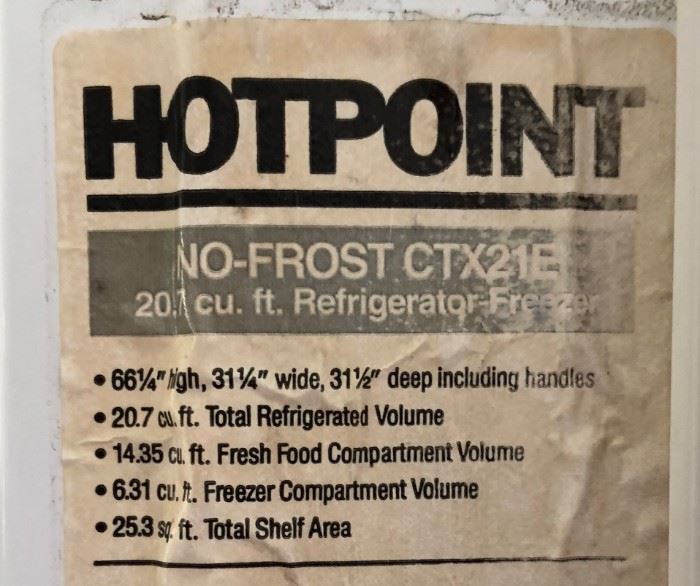 HOTPOINT
NO-FROST CTX21E
20.7 cu. ft. Refrigerator-Freezer
• 66¼" high, 31¼" wide, 31½" deep including handles
• 20.7 cu. ft. Total Refrigerated Volume
• 14.35 cu. ft. Fresh Food Compartment Volume
• 6.31 cu. ft. Freezer Compartment Volume
• 25.3 sq. ft. Total Shelf Area